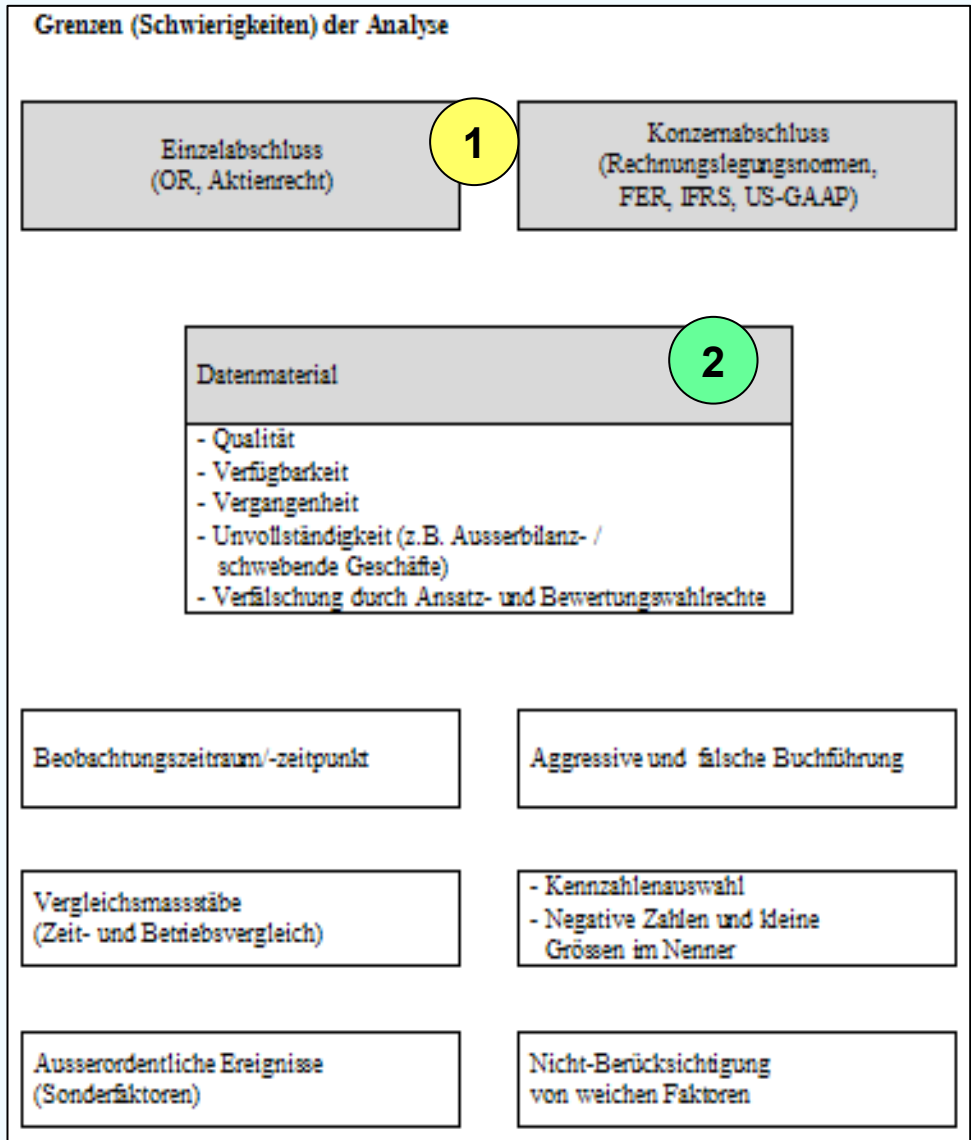 Grenzen (Schwierigkeiten) der Analyse
Einzelabschluss
(OR, Aktienrecht)
1
Konzernabschluss
(Rechnungslegungsnormen,
FER, IFRS, US-GAAP)
Datenmaterial
2
- Qualität
- Verfügbarkeit
- Vergangenheit
- Unvollständigkeit (z.B. Ausserbilanz- /
schwebende Geschäfte)
- Verfälschung durch Ansatz- und Bewertungswahlrechte
Beobachtungszeitraum/-zeitpunkt
Aggressive und falsche Buchführung
Vergleichsmassstäbe
(Zeit- und Betriebsvergleich)
- Kennzahlenauswahl
- Negative Zahlen und kleine
Grössen im Nenner
Ausserordentliche Ereignisse
(Sonderfaktoren)
Nicht-Berücksichtigung
von weichen Faktoren